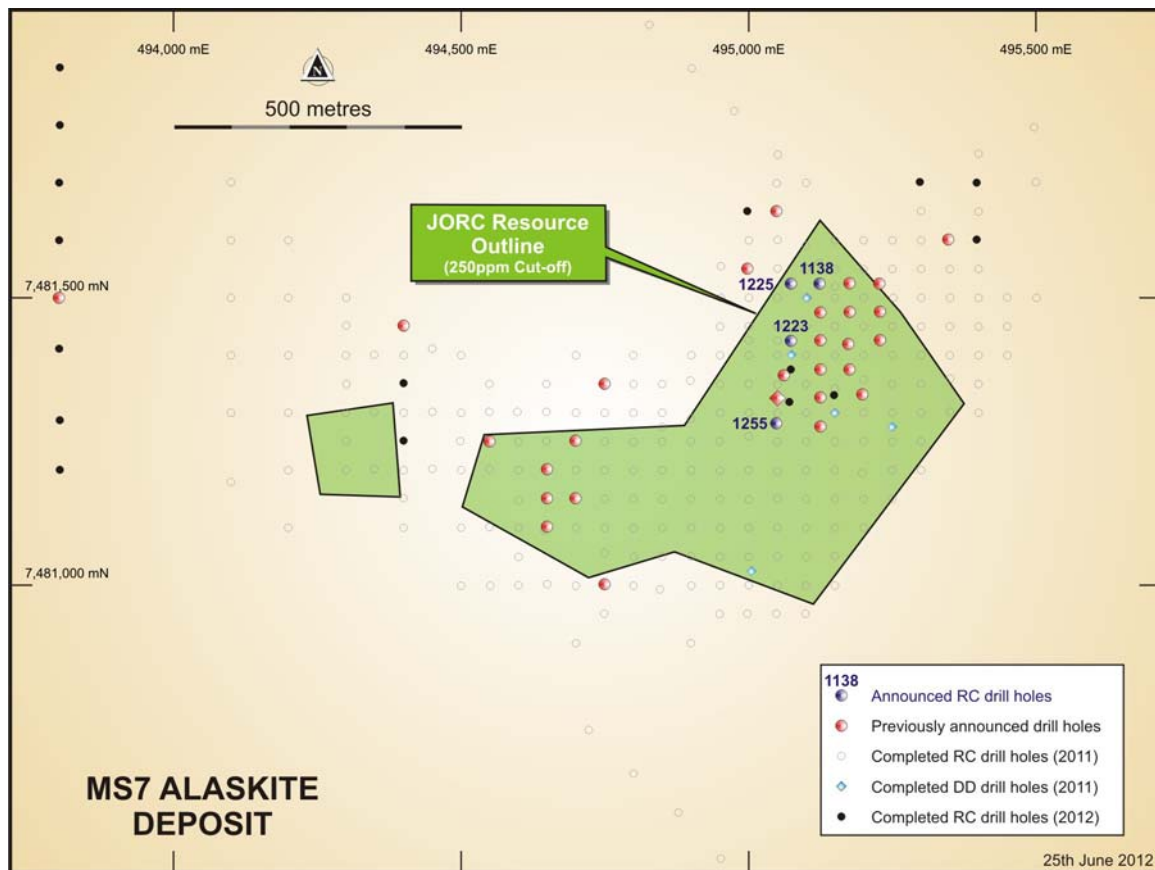 494,000 mE
494,500 mE
495,000 mE
495,500 mE
N
500 metres
JORC Resource
Outline
(250ppm Cut-off)
1225
1138
7,481,500 mN
1223
1255
7,481,000 mN
1138
Announced RC drill holes
Previously announced drill holes
Completed RC drill holes (2011)
Completed DD drill holes (2011)
Completed RC drill holes (2012)
MS7 ALASKITE
DEPOSIT
25th June 2012